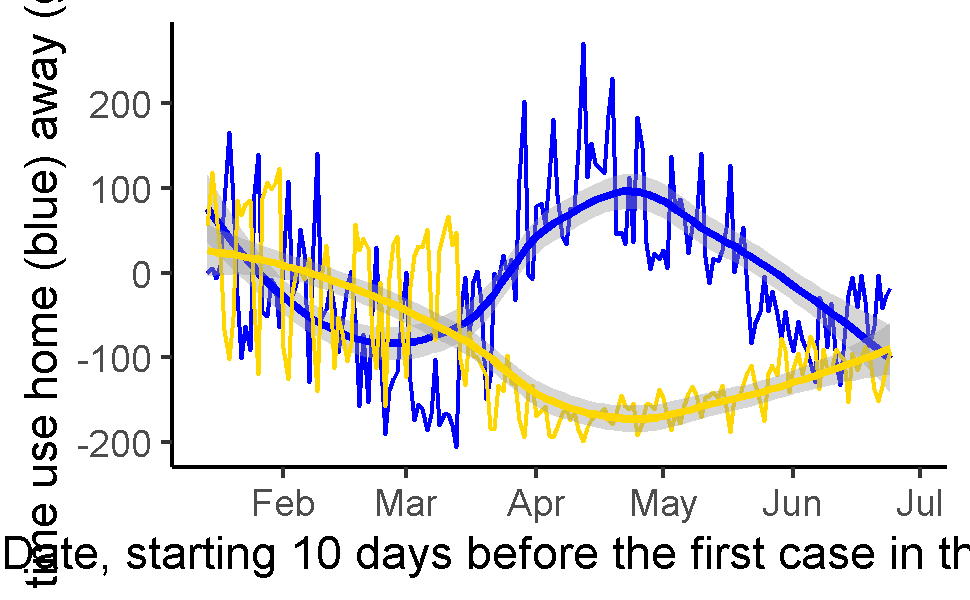 time use home (blue) away (
200
100
0
-100
-200
Feb Mar Apr May Jun Jul
Date, starting 10 days before the first case in th